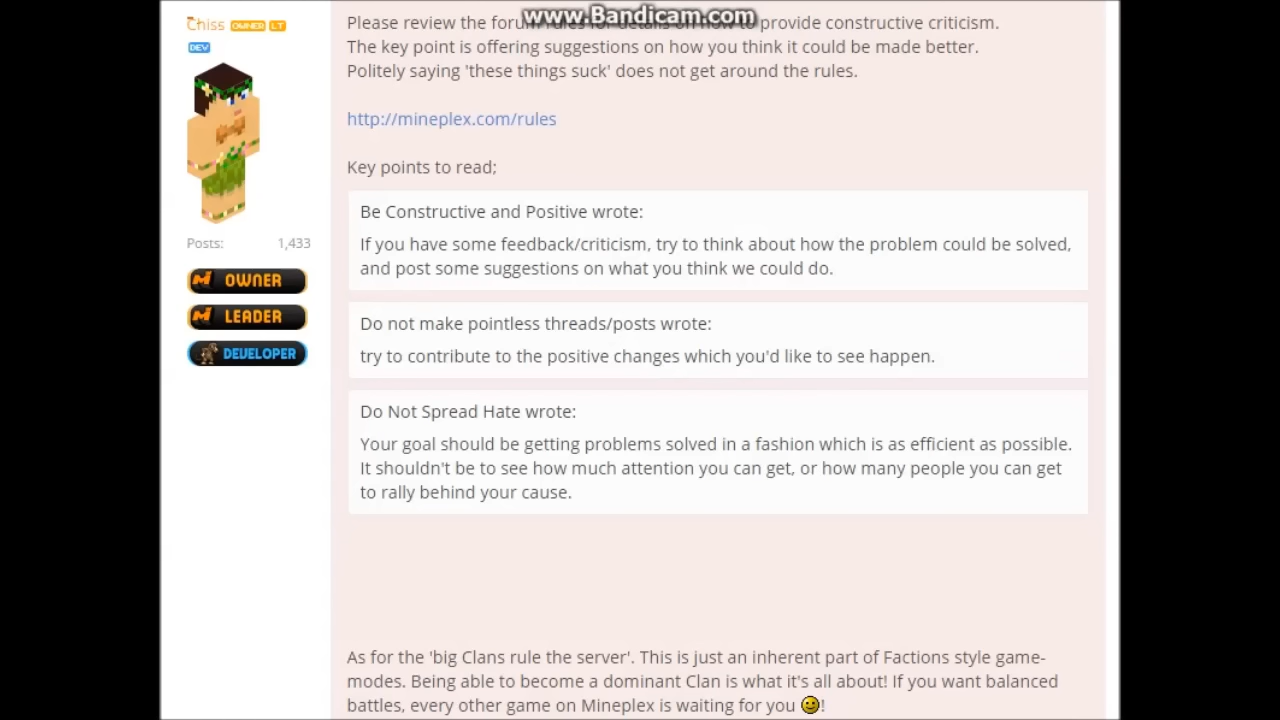 www.Bandicam.com
Chiss OWNER LT
DEV
Posts: 1,433
OWNER
LEADER
DEVELOPER
Please review the forum rules for details on how to provide constructive criticism.
The key point is offering suggestions on how you think it could be made better.
Politely saying 'these things suck' does not get around the rules.
http://mineplex.com/rules
Key points to read;
Be Constructive and Positive wrote:
If you have some feedback/criticism, try to think about how the problem could be solved,
and post some suggestions on what you think we could do.
Do not make pointless threads/posts wrote:
try to contribute to the positive changes which you'd like to see happen.
Do Not Spread Hate wrote:
Your goal should be getting problems solved in a fashion which is as efficient as possible.
It shouldn't be to see how much attention you can get, or how many people you can get
to rally behind your cause.
As for the 'big Clans rule the server'. This is just an inherent part of Factions style game-
modes. Being able to become a dominant Clan is what it's all about! If you want balanced
battles, every other game on Mineplex is waiting for you !